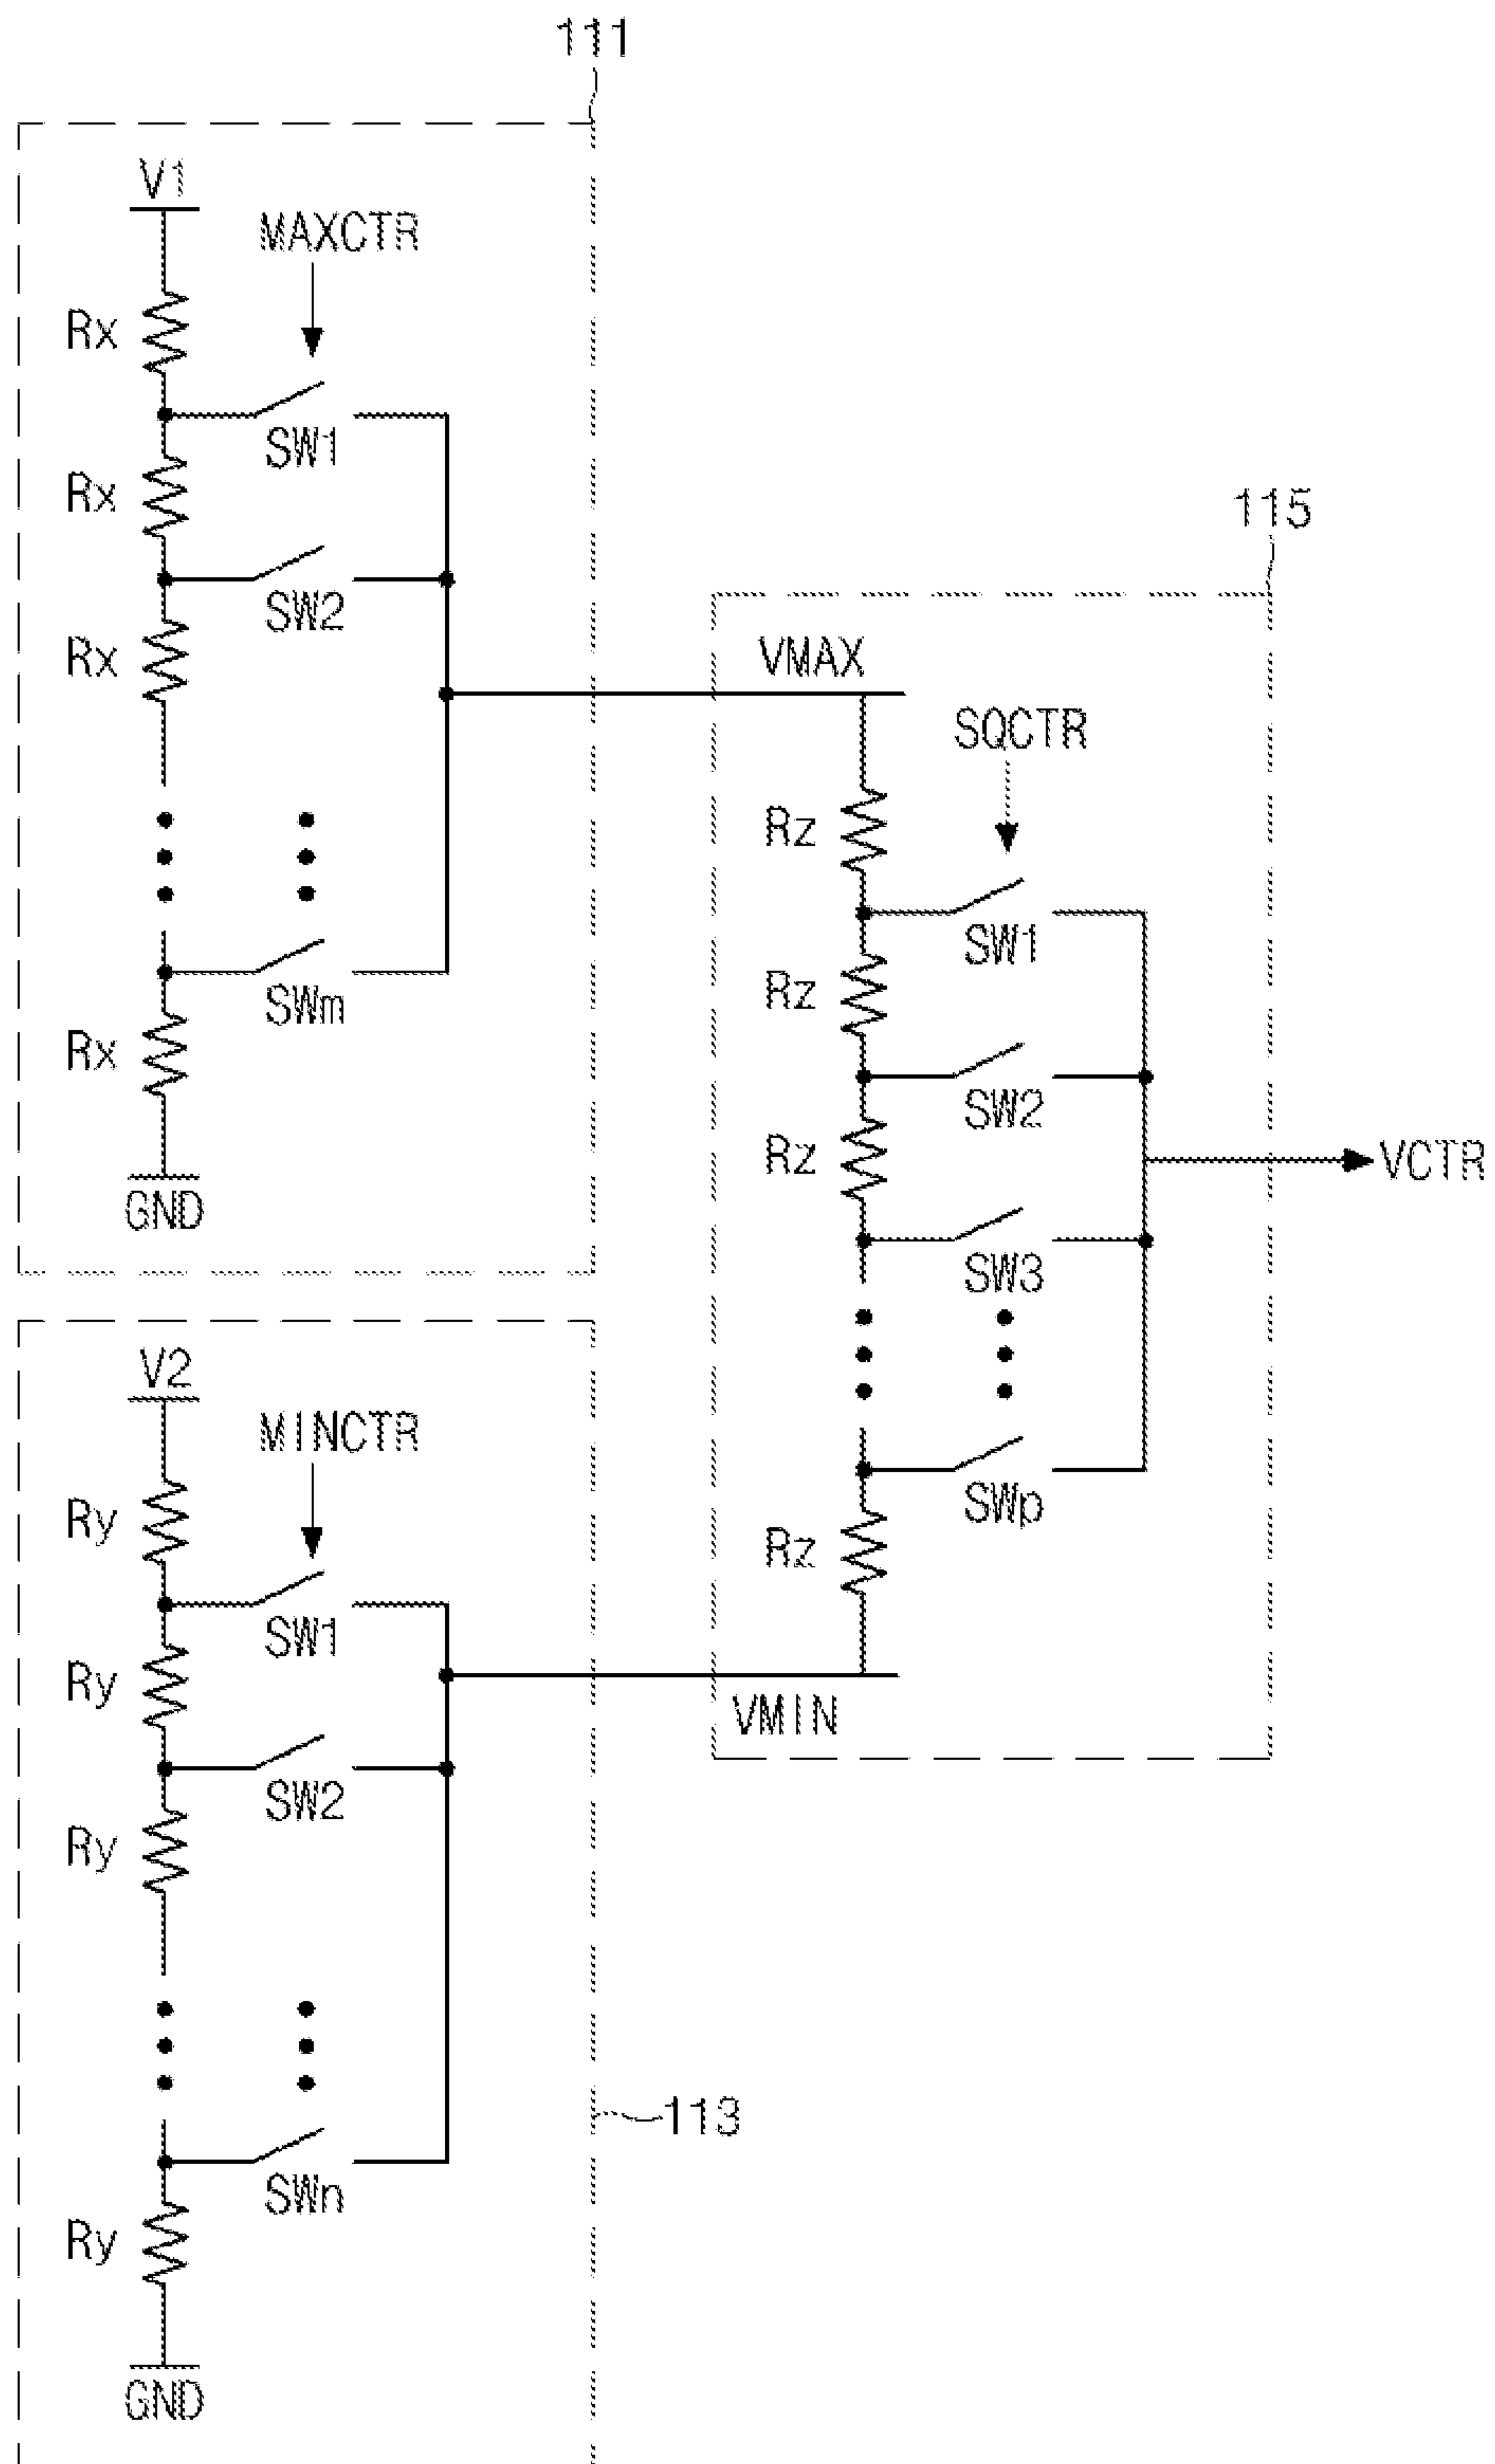 111
V1
MAXCTR
Rx
SW1
Rx
SW2
Rx
SWm
Rx
GND
115
VMAX
SQCTR
Rz
SW1
Rz
SW2
Rz
VCTR
SW3
SWp
Rz
VMIN
V2
MINCTR
Ry
SW1
Ry
SW2
Ry
113
SWn
Ry
GND